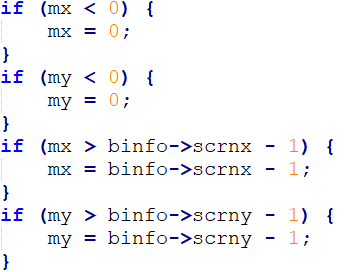 if (mx < 0) {
    mx = 0;
}
if (my < 0) {
    my = 0;
}
if (mx > binfo->scrnx - 1) {
    mx = binfo->scrnx - 1;
}
if (my > binfo->scrny - 1) {
    my = binfo->scrny - 1;
}